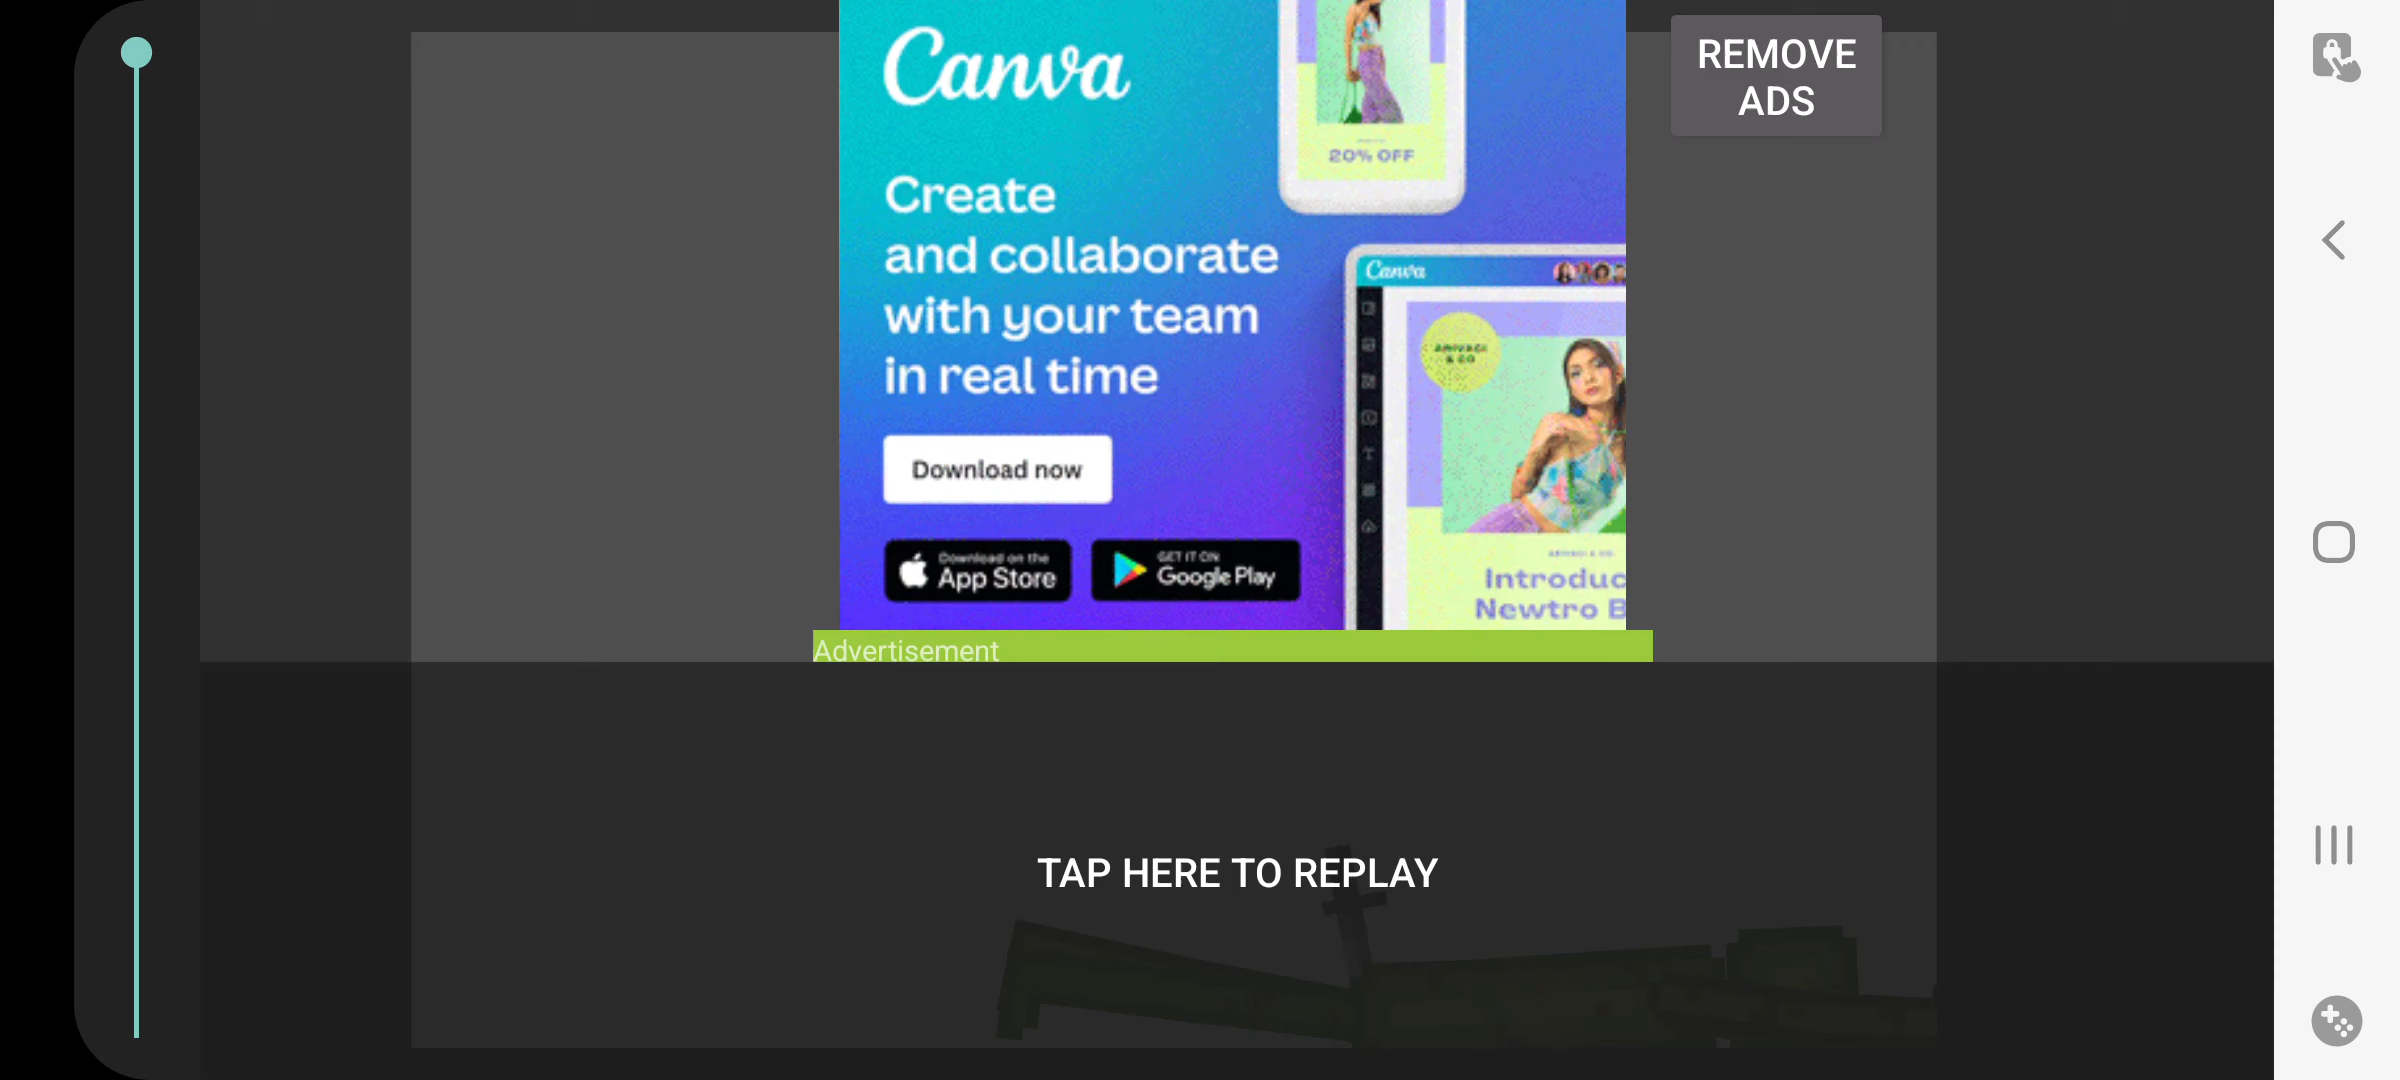 Canva
REMOVE
ADS
20% OFF
Create
and collaborate
with your team
in real time
Canva
& CO
Download now
Download on the
App Store
GET IT ON
Google Play
Introduc
Newtro B
Advertisement
TAP HERE TO REPLAY